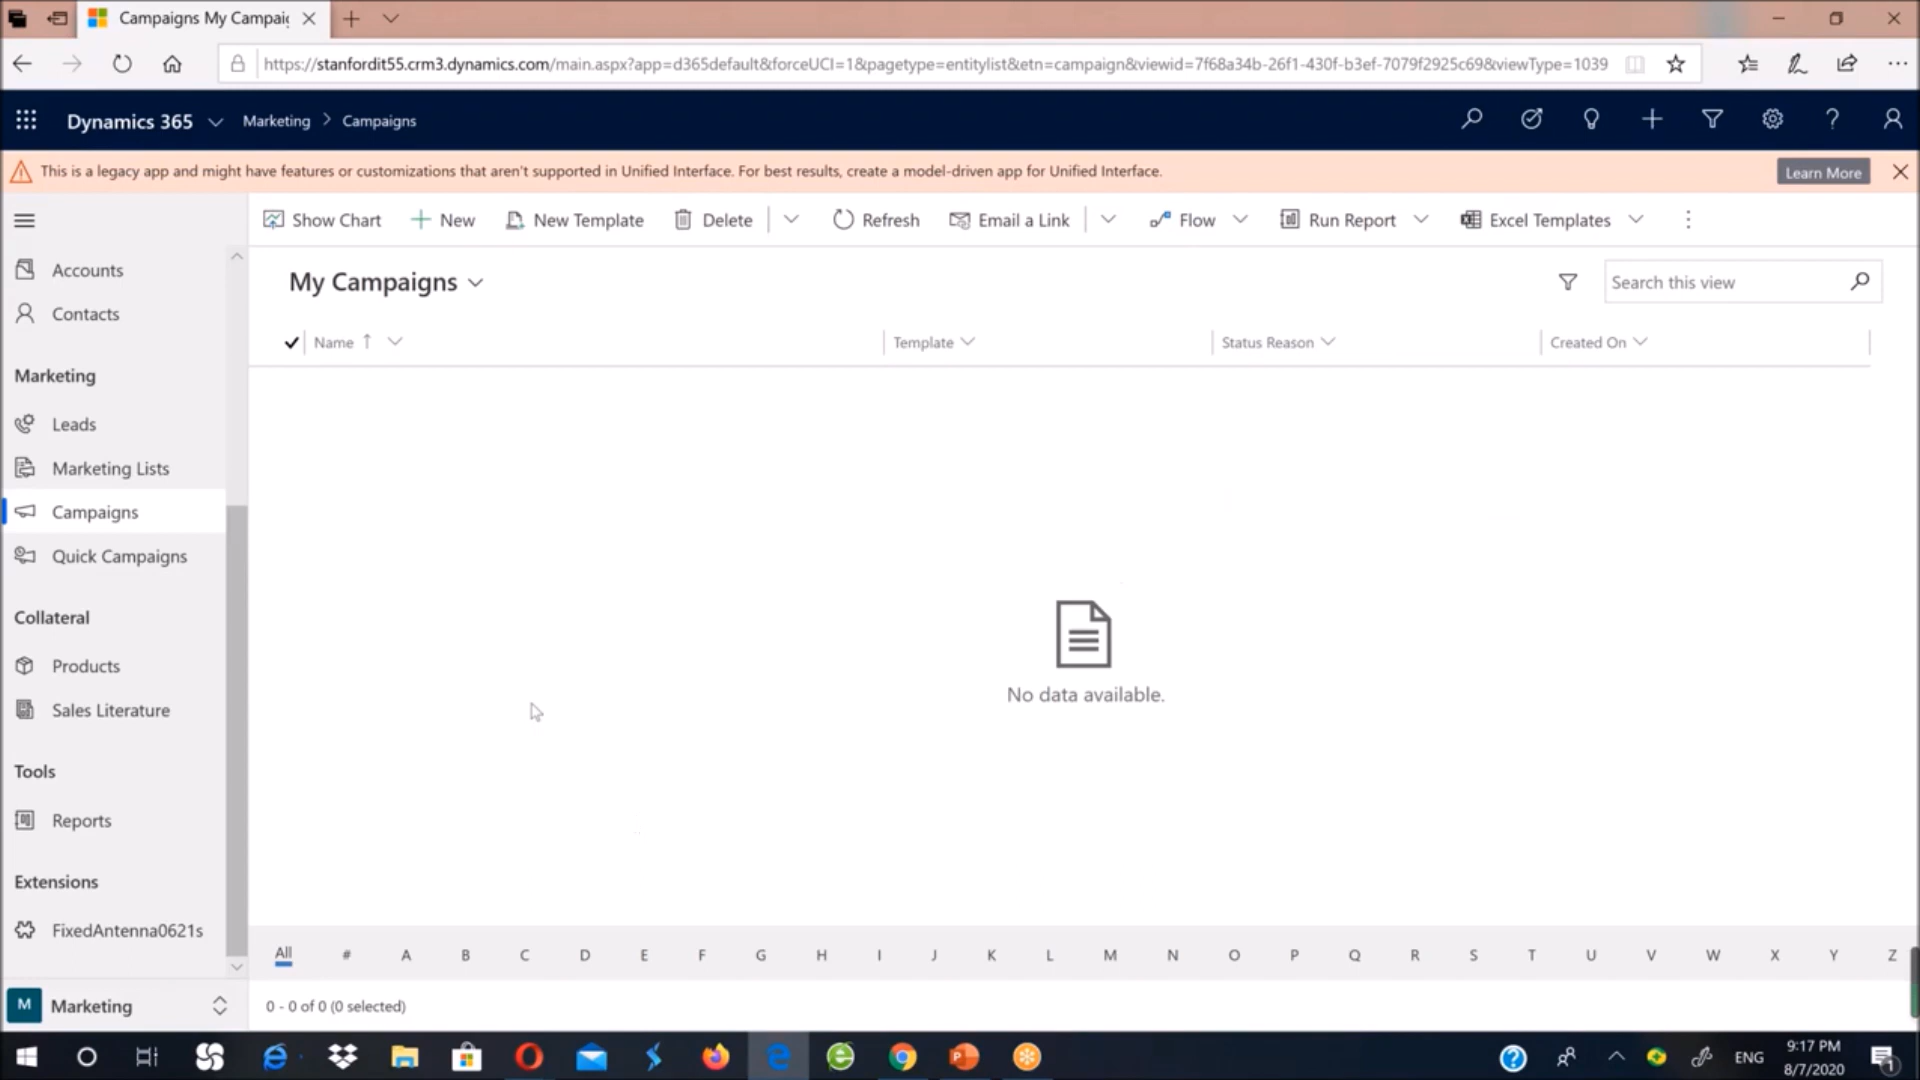 Campaigns My Campai
https://stanfordit55.crm3.dynamics.com/main.aspx?app=d365default&forceUCI=1&pagetype=entitylist&etn=campaign&viewid=7f68a34b-26f1-430f-b3ef-7079f2925c69&viewType=1039
Dynamics 365 Marketing > Campaigns
This is a legacy app and might have features or customizations that aren't supported in Unified Interface. For best results, create a model-driven app for Unified Interface. Learn More
Show Chart New New Template Delete Refresh Email a Link Flow Run Report Excel Templates
Accounts
Contacts
Marketing
Leads
Marketing Lists
Campaigns
Quick Campaigns
Collateral
Products
Sales Literature
Tools
Reports
Extensions
FixedAntenna0621s
M Marketing
My Campaigns
Search this view
Name Template Status Reason Created On
No data available.
All # A B C D E F G H I J K L M N O P Q R S T U V W X Y Z
0 - 0 of 0 (0 selected)
ENG
9:17 PM
8/7/2020
1